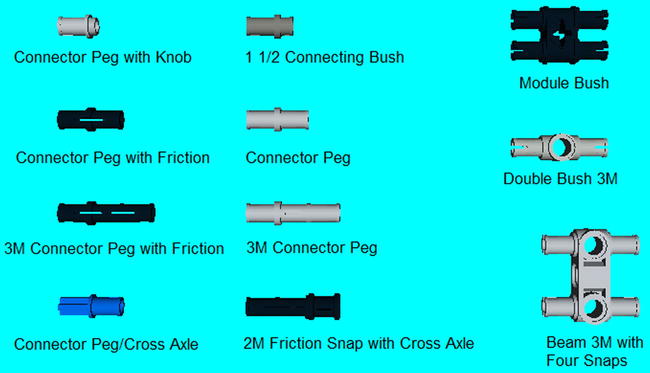 Connector Peg with Knob
1 1/2 Connecting Bush
Module Bush
Connector Peg with Friction
Connector Peg
Double Bush 3M
3M Connector Peg with Friction
3M Connector Peg
Connector Peg/Cross Axle
2M Friction Snap with Cross Axle
Beam 3M with
Four Snaps